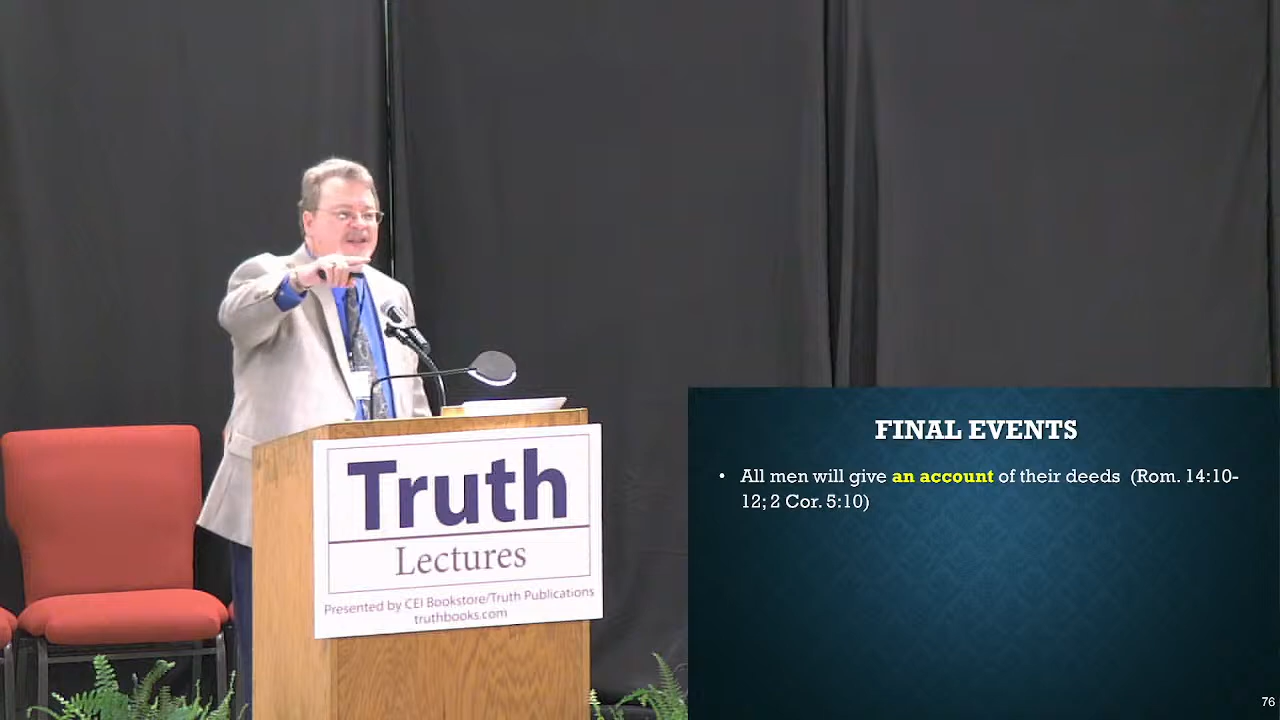 Truth
Lectures
Presented by CEI Bookstore/Truth Publications
truthbooks.com
FINAL EVENTS
• All men will give an account of their deeds (Rom. 14:10-
12; 2 Cor. 5:10)
76